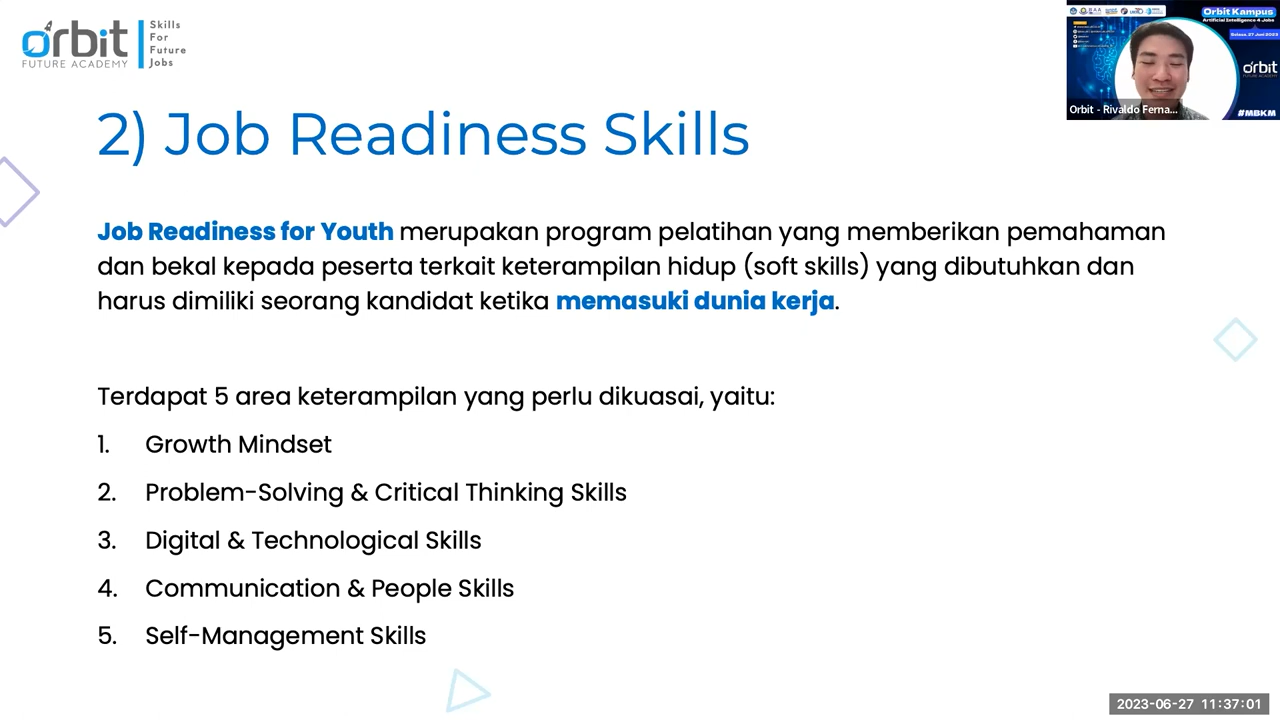 orbit
FUTURE ACADEMY
Skills
For
Future
Jobs
2) Job Readiness Skills
Job Readiness for Youth merupakan program pelatihan yang memberikan pemahaman
dan bekal kepada peserta terkait keterampilan hidup (soft skills) yang dibutuhkan dan
harus dimiliki seorang kandidat ketika memasuki dunia kerja.
Terdapat 5 area keterampilan yang perlu dikuasai, yaitu:
1. Growth Mindset
2. Problem-Solving & Critical Thinking Skills
3. Digital & Technological Skills
4. Communication & People Skills
5. Self-Management Skills
Orbit Kampus
Artificial Intelligence 4 Jobs
Selasa, 27 Juni 2023
orbit
FUTURE ACADEMY
#MBKM
Orbit - Rivaldo Ferna...
2023-06-27 11:37:01